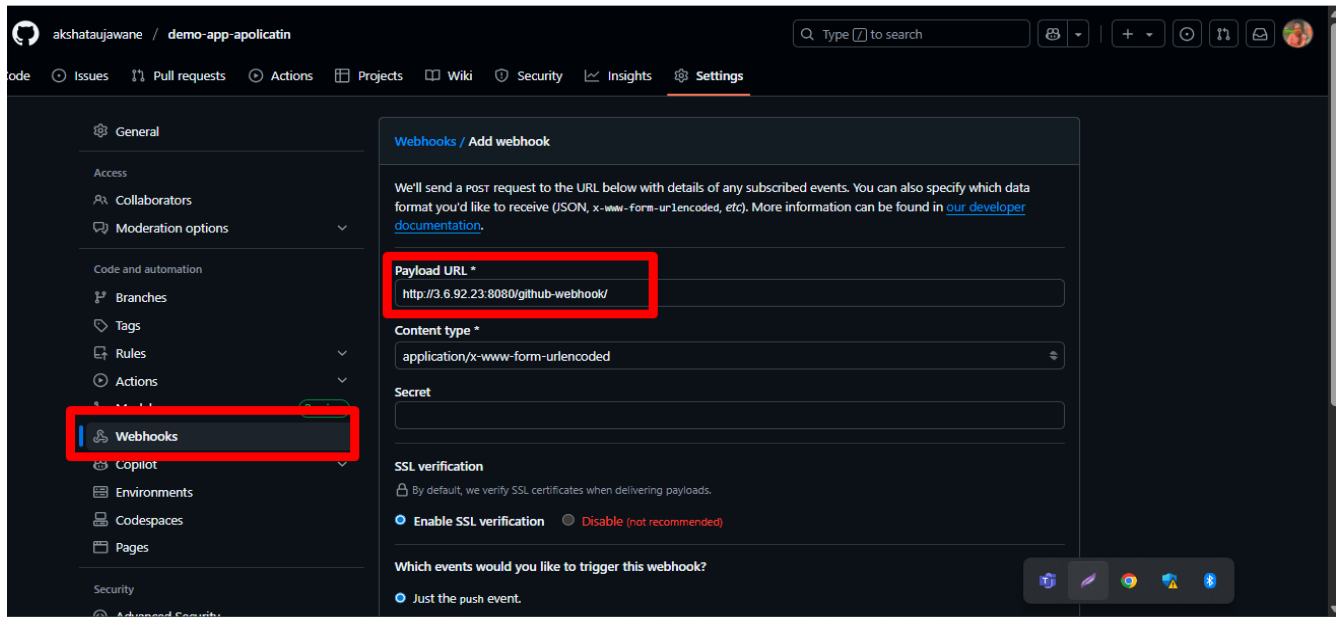 akshataujawane / demo-app-apolicatin
Type / to search
ode Issues Pull requests Actions Projects Wiki Security Insights Settings
General
Access
Collaborators
Moderation options
Code and automation
Branches
Tags
Rules
Actions
Webhooks
Copilot
Environments
Codespaces
Pages
Security
Advanced Security
Webhooks / Add webhook
We'll send a POST request to the URL below with details of any subscribed events. You can also specify which data
format you'd like to receive (JSON, x-www-form-urlencoded, etc). More information can be found in our developer
documentation.
Payload URL *
http://3.6.92.23:8080/github-webhook/
Content type *
application/x-www-form-urlencoded
Secret
SSL verification
By default, we verify SSL certificates when delivering payloads.
Enable SSL verification Disable (not recommended)
Which events would you like to trigger this webhook?
Just the push event.